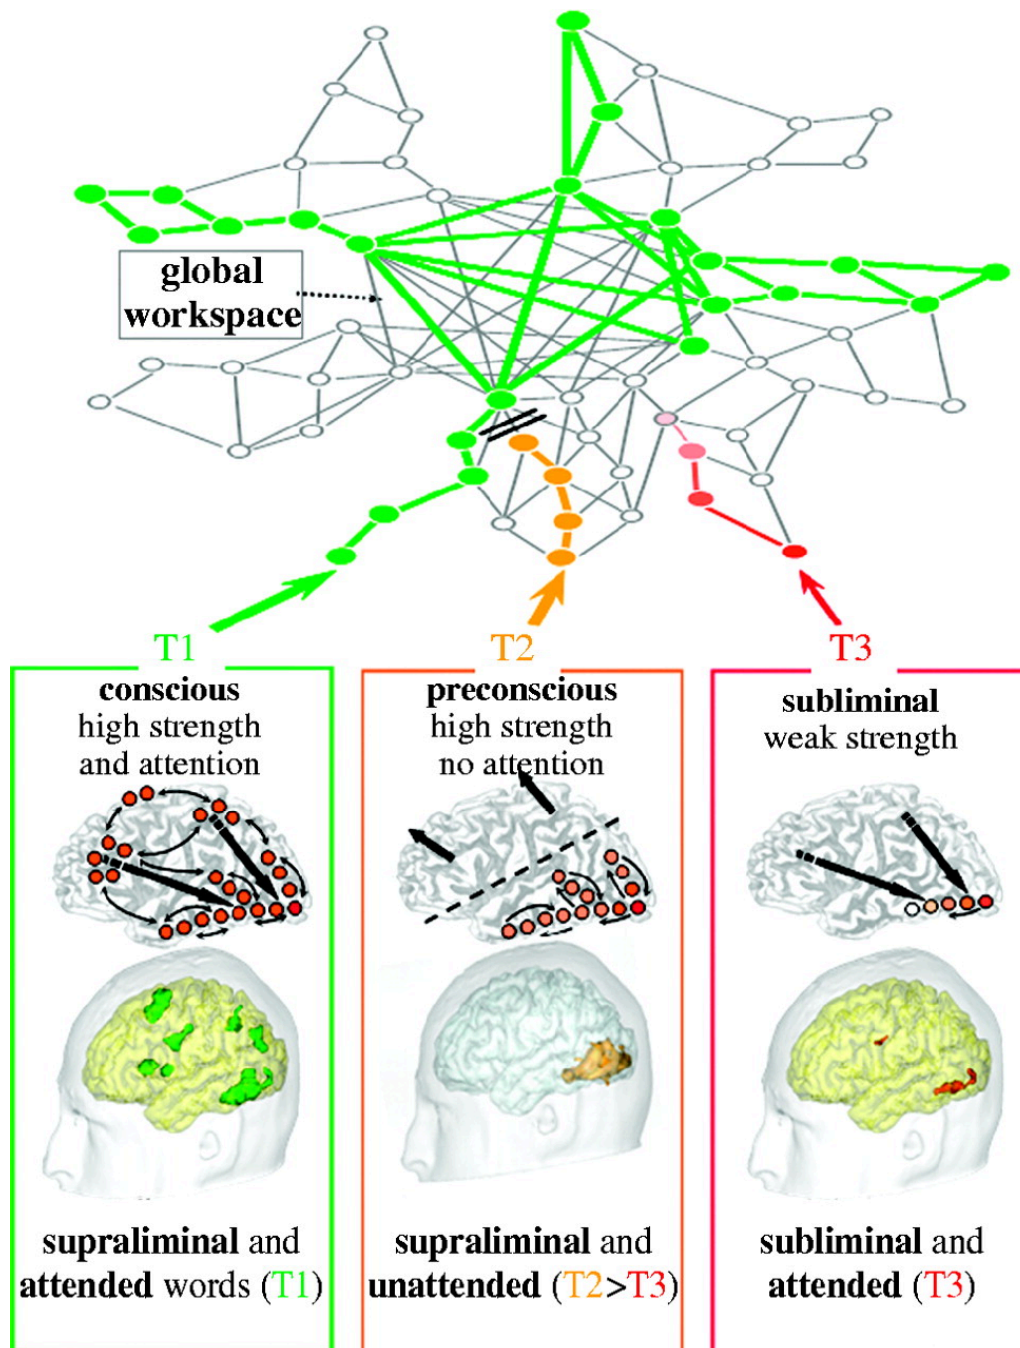 global
workspace
T1
T2
T3
conscious
high strength
and attention
preconscious
high strength
no attention
subliminal
weak strength
supraliminal and
attended words (T1)
supraliminal and
unattended (T2>T3)
subliminal and
attended (T3)